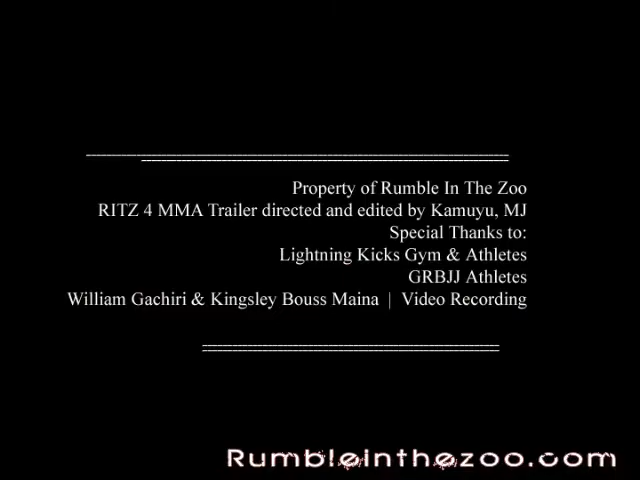 Property of Rumble In The Zoo
RITZ 4 MMA Trailer directed and edited by Kamuyu, MJ
Special Thanks to:
Lightning Kicks Gym & Athletes
GRBJJ Athletes
William Gachiri & Kingsley Bouss Maina | Video Recording
Rumbleinthezoo.com